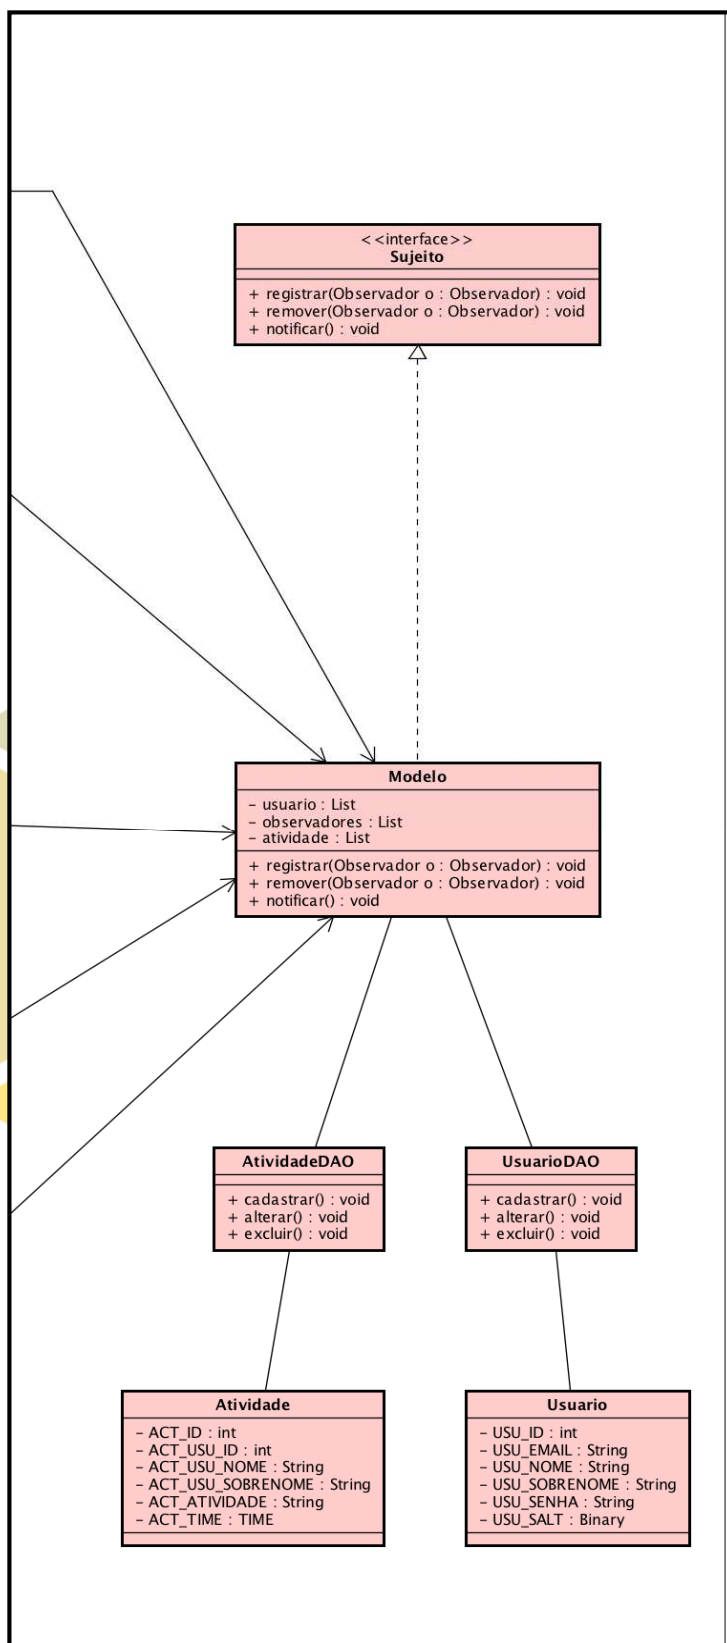 <<interface>>
Sujeito
+ registrar(Observador o : Observador) : void
+ remover(Observador o : Observador) : void
+ notificar() : void
Modelo
- usuario : List
- observadores : List
- atividade : List
+ registrar(Observador o : Observador) : void
+ remover(Observador o : Observador) : void
+ notificar() : void
AtividadeDAO
+ cadastrar() : void
+ alterar() : void
+ excluir() : void
UsuarioDAO
+ cadastrar() : void
+ alterar() : void
+ excluir() : void
Atividade
- ACT_ID : int
- ACT_USU_ID : int
- ACT_USU_NOME : String
- ACT_USU_SOBRENOME : String
- ACT_ATIVIDADE : String
- ACT_TIME : TIME
Usuario
- USU_ID : int
- USU_EMAIL : String
- USU_NOME : String
- USU_SOBRENOME : String
- USU_SENHA : String
- USU_SALT : Binary